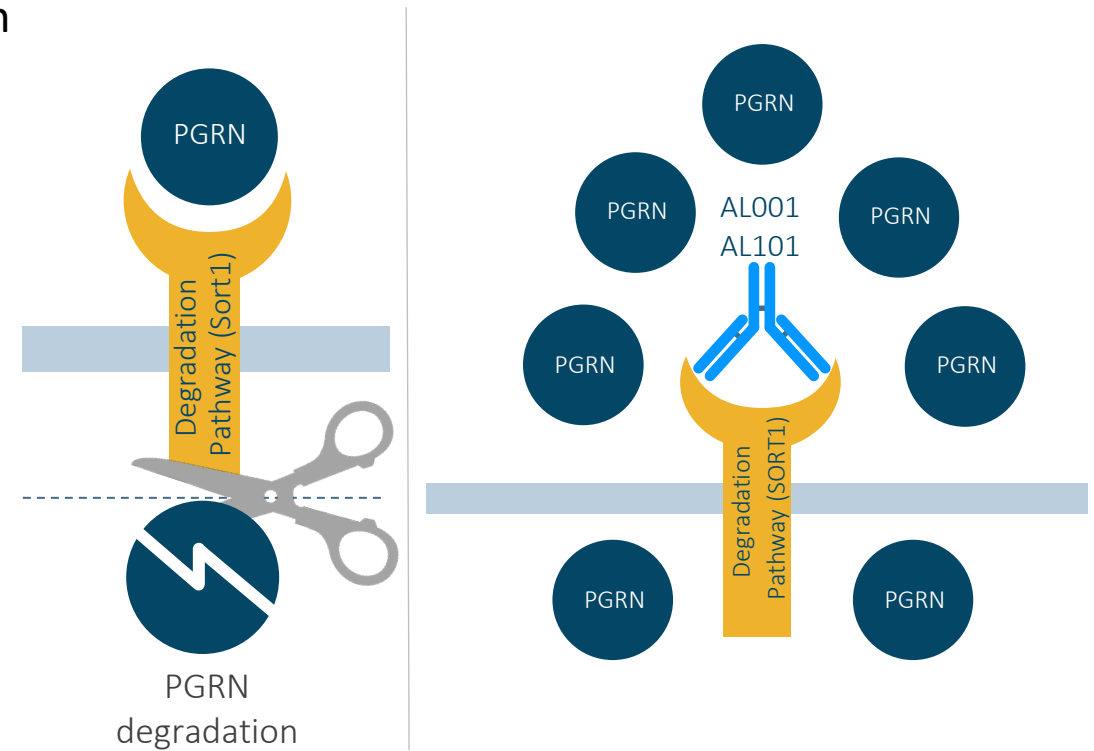 n
PGRN
Degradation
Pathway (Sort1)
PGRN
degradation
PGRN
PGRN
AL001
AL101
PGRN
PGRN
PGRN
Degradation
Pathway (SORT1)
PGRN
PGRN